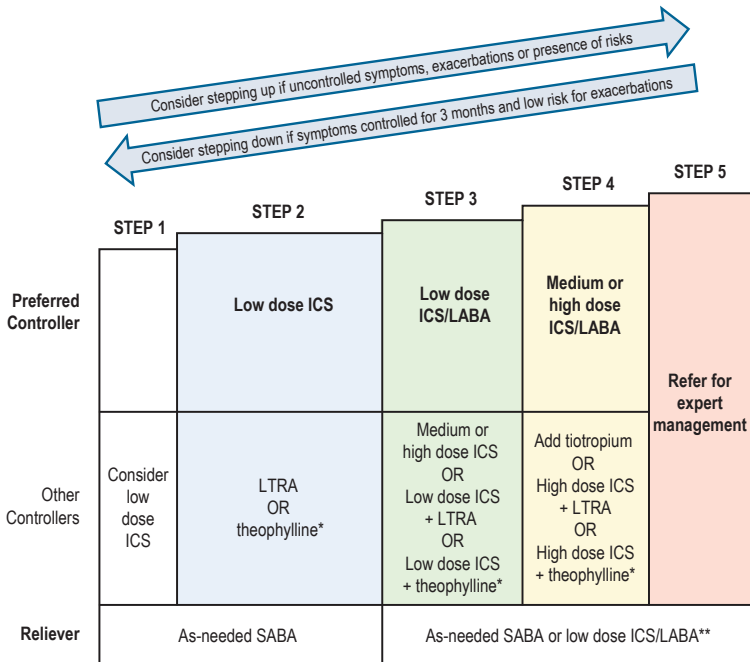 Consider stepping up if uncontrolled symptoms, exacerbations or presence of risks
Consider stepping down if symptoms controlled for 3 months and low risk for exacerbations
STEP 1
STEP 2
STEP 3
STEP 4
STEP 5
Preferred
Controller
Low dose ICS
Low dose
ICS/LABA
Medium or
high dose
ICS/LABA
Refer for
expert
management
Other
Controllers
Consider
low
dose
ICS
LTRA
OR
theophylline*
Medium or
high dose ICS
OR
Low dose ICS
+ LTRA
OR
Low dose ICS
+ theophylline*
Add tiotropium
OR
High dose ICS
+ LTRA
OR
High dose ICS
+ theophylline*
Reliever
As-needed SABA
As-needed SABA or low dose ICS/LABA**